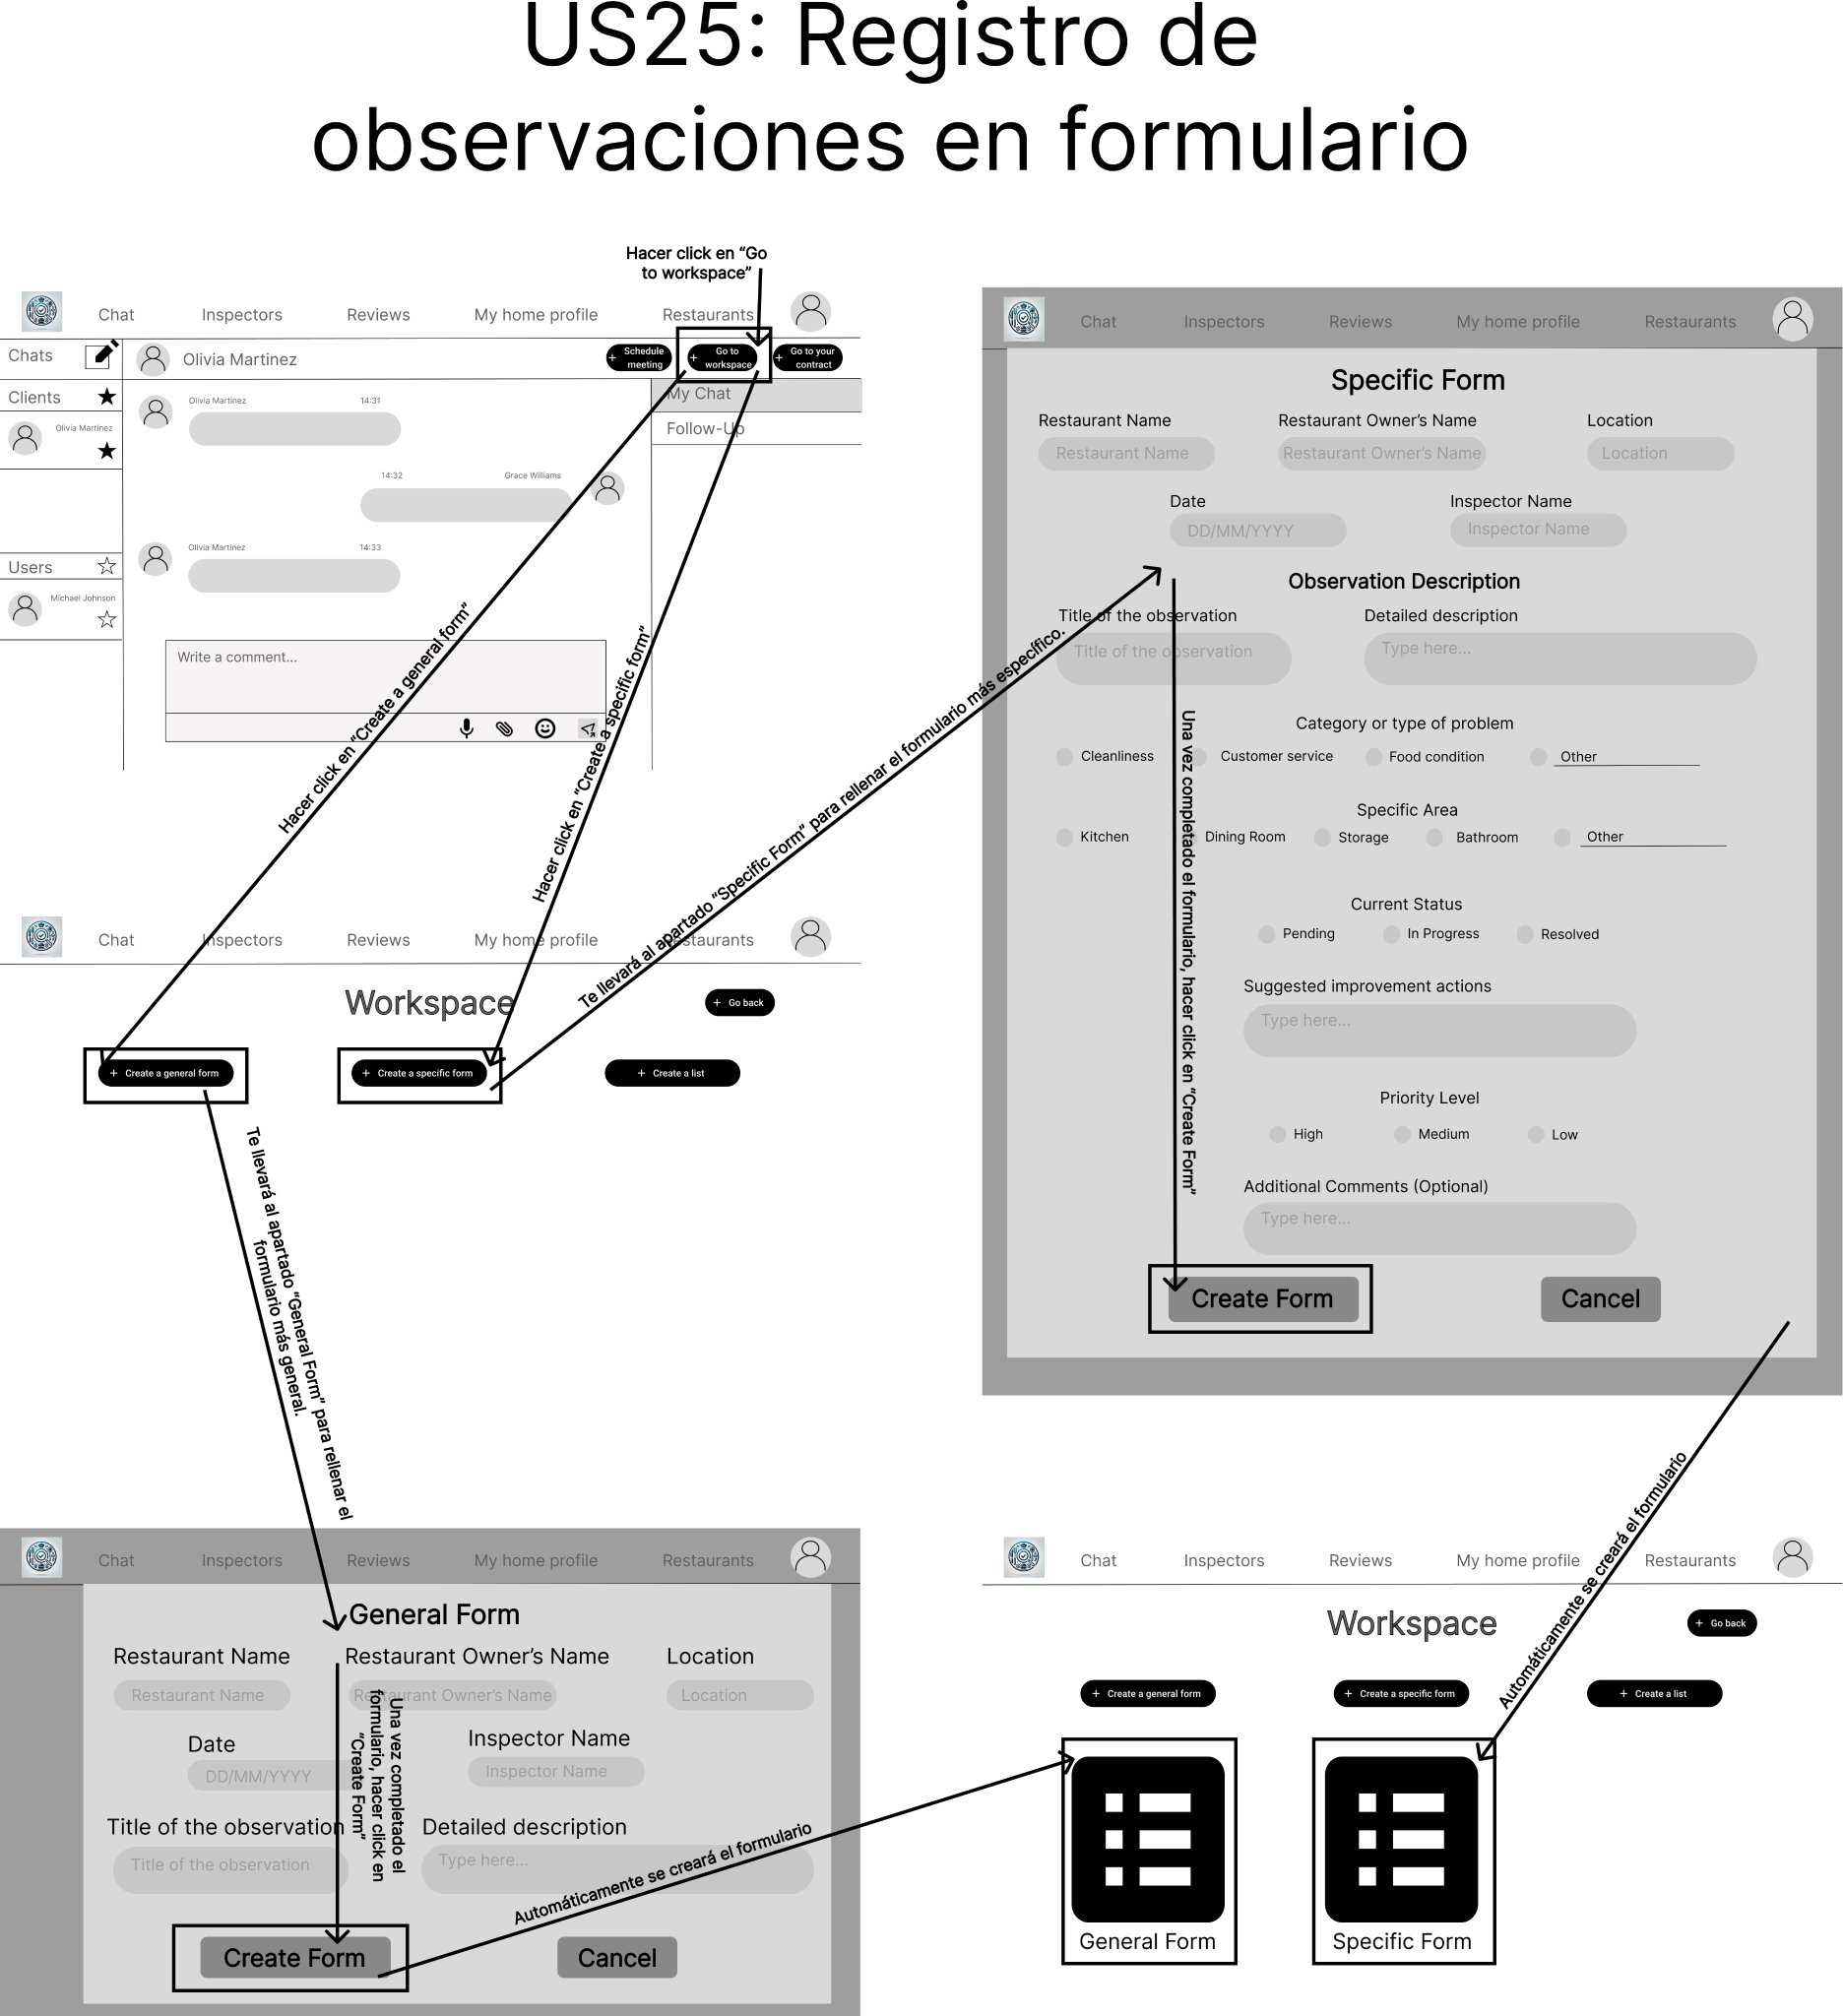 US25: Registro de
observaciones en formulario
Hacer click en “Go
to workspace”
Chat
Inspectors
Reviews
My home profile
Restaurants
Chats
Olivia Martinez
+ Schedule
meeting
+ Go to
workspace
+ Go to your
contract
Clients
Olivia Martinez
Olivia Martinez
14:31
My Chat
Follow-Up
14:32
Grace Williams
Olivia Martinez
14:33
Users
Michael Johnson
Write a comment...
Hacer click en “Create a general form”
Hacer click en “Create a specific form”
Chat
Inspectors
Reviews
My home profile
Restaurants
Workspace
+ Go back
+ Create a general form
+ Create a specific form
+ Create a list
Te llevará al apartado “Specific Form” para rellenar el formulario más específico.
Te llevará al apartado “General Form” para rellenar el
formulario más general.
Chat
Inspectors
Reviews
My home profile
Restaurants
Specific Form
Restaurant Name
Restaurant Owner’s Name
Location
Restaurant Name
Restaurant Owner’s Name
Location
Date
Inspector Name
DD/MM/YYYY
Inspector Name
Observation Description
Title of the observation
Detailed description
Title of the observation
Type here...
Category or type of problem
Cleanliness
Customer service
Food condition
Other
Specific Area
Kitchen
Dining Room
Storage
Bathroom
Other
Current Status
Pending
In Progress
Resolved
Suggested improvement actions
Type here...
Priority Level
High
Medium
Low
Additional Comments (Optional)
Type here...
Create Form
Cancel
Una vez completado el formulario, hacer click en “Create Form”
Automáticamente se creará el formulario
Chat
Inspectors
Reviews
My home profile
Restaurants
General Form
Restaurant Name
Restaurant Owner’s Name
Location
Restaurant Name
Restaurant Owner’s Name
Location
Date
Inspector Name
DD/MM/YYYY
Inspector Name
Title of the observation
Detailed description
Title of the observation
Type here...
Una vez completado el
formulario, hacer click en
“Create Form”
Create Form
Cancel
Automáticamente se creará el formulario
Chat
Inspectors
Reviews
My home profile
Restaurants
Workspace
+ Go back
+ Create a general form
+ Create a specific form
+ Create a list
General Form
Specific Form